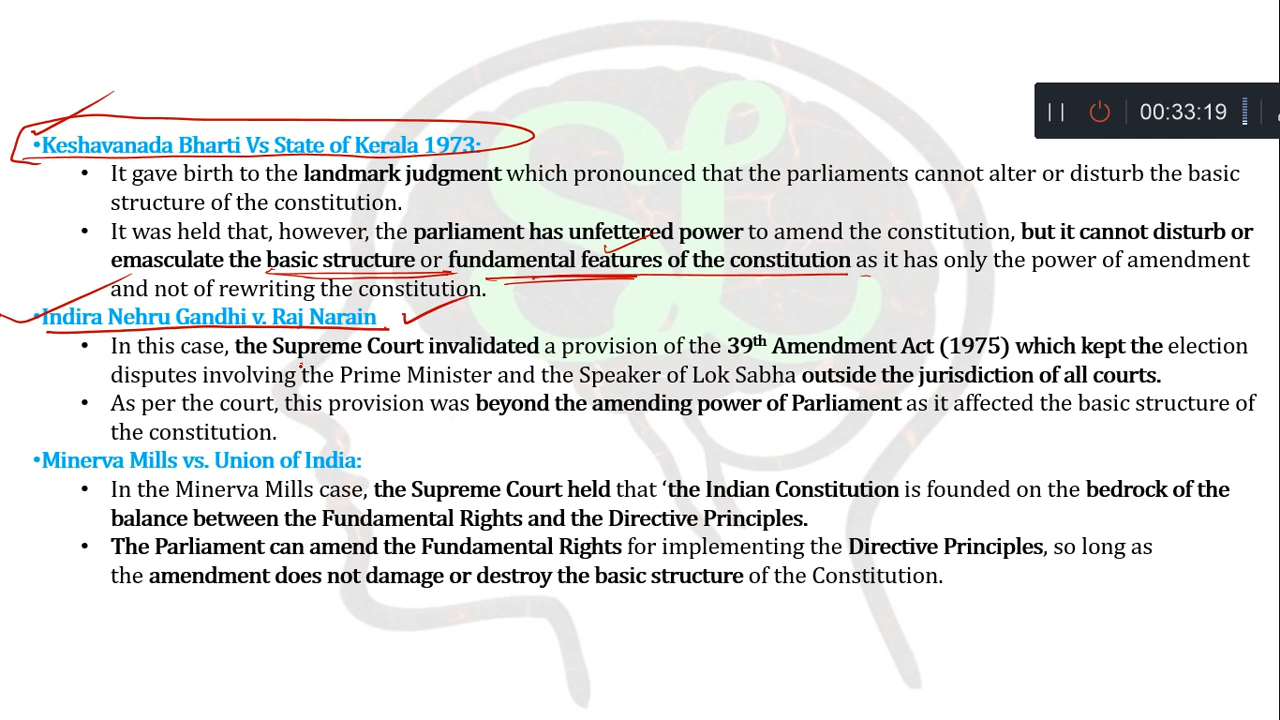 00:33:19
•Keshavanada Bharti Vs State of Kerala 1973:
• It gave birth to the landmark judgment which pronounced that the parliaments cannot alter or disturb the basic
structure of the constitution.
• It was held that, however, the parliament has unfettered power to amend the constitution, but it cannot disturb or
emasculate the basic structure or fundamental features of the constitution as it has only the power of amendment
and not of rewriting the constitution.
•Indira Nehru Gandhi v. Raj Narain
• In this case, the Supreme Court invalidated a provision of the 39th Amendment Act (1975) which kept the election
disputes involving the Prime Minister and the Speaker of Lok Sabha outside the jurisdiction of all courts.
• As per the court, this provision was beyond the amending power of Parliament as it affected the basic structure of
the constitution.
•Minerva Mills vs. Union of India:
• In the Minerva Mills case, the Supreme Court held that ‘the Indian Constitution is founded on the bedrock of the
balance between the Fundamental Rights and the Directive Principles.
• The Parliament can amend the Fundamental Rights for implementing the Directive Principles, so long as
the amendment does not damage or destroy the basic structure of the Constitution.